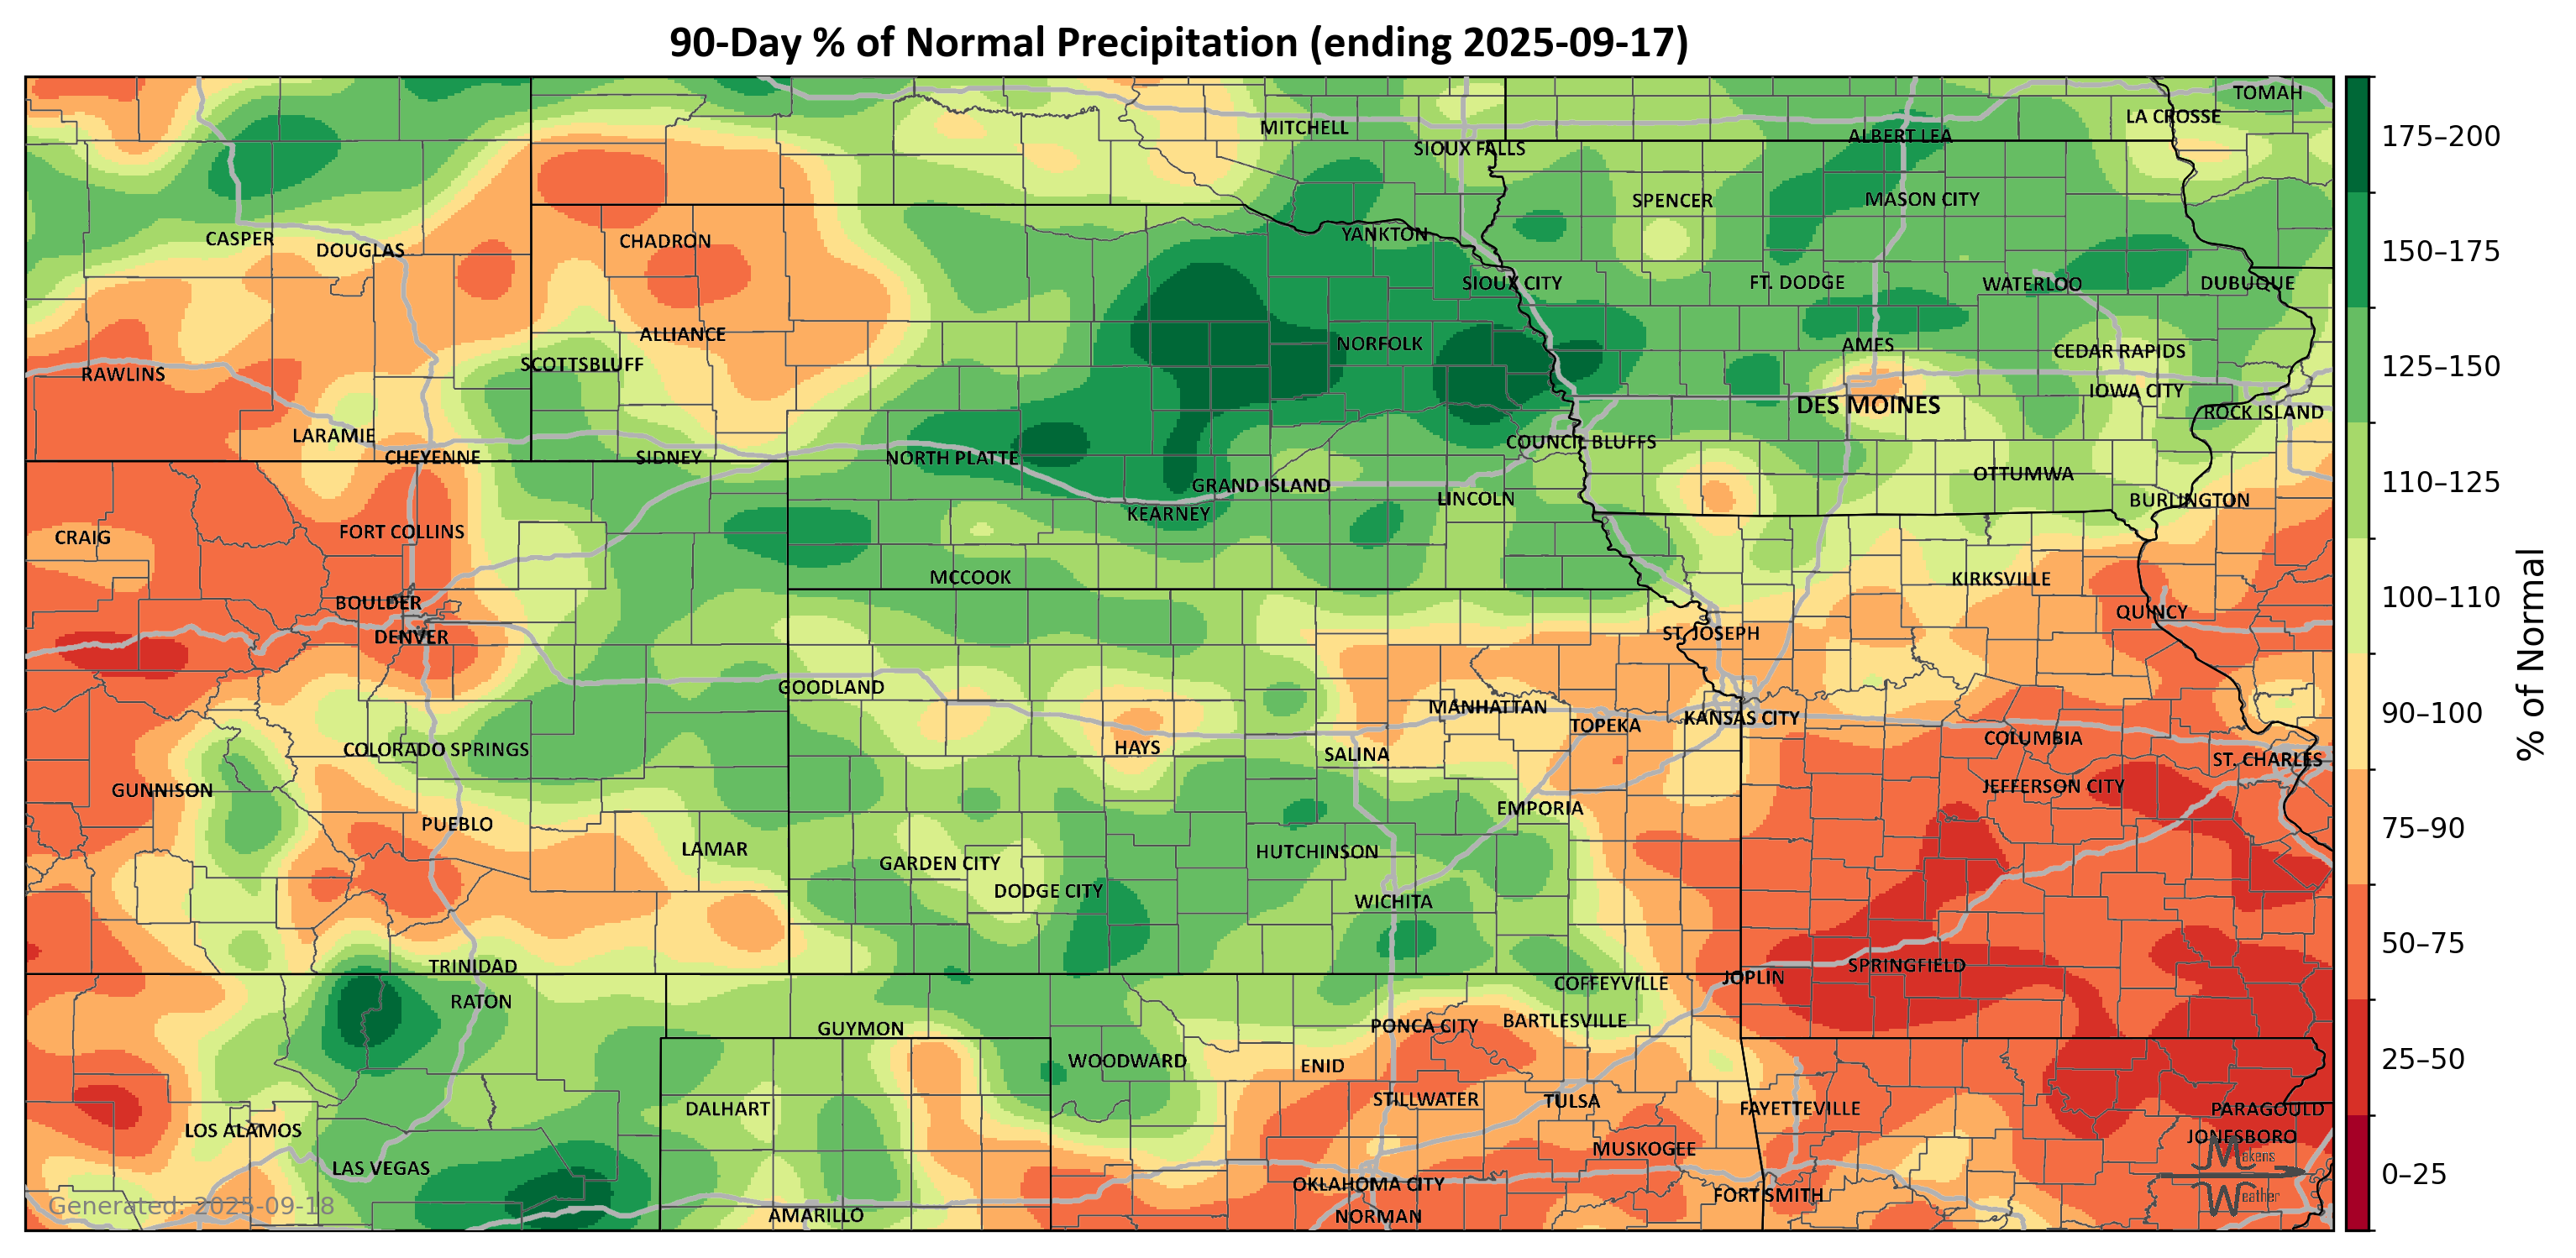 90-Day % of Normal Precipitation (ending 2025-09-17)
TOMAH
LA CROSSE
MITCHELL
ALBERT LEA
SIOUX FALLS
SPENCER
MASON CITY
CASPER
DOUGLAS
CHADRON
YANKTON
SIOUX CITY
FT. DODGE
WATERLOO
DUBUQUE
ALLIANCE
NORFOLK
AMES
CEDAR RAPIDS
SCOTTSBLUFF
RAWLINS
IOWA CITY
DES MOINES
ROCK ISLAND
LARAMIE
COUNCIL BLUFFS
CHEYENNE
SIDNEY
NORTH PLATTE
OTTUMWA
GRAND ISLAND
LINCOLN
BURLINGTON
KEARNEY
CRAIG
FORT COLLINS
MCCOOK
KIRKSVILLE
BOULDER
QUINCY
DENVER
ST. JOSEPH
GOODLAND
MANHATTAN
KANSAS CITY
TOPEKA
COLUMBIA
COLORADO SPRINGS
HAYS
SALINA
ST. CHARLES
GUNNISON
JEFFERSON CITY
EMPORIA
PUEBLO
LAMAR
HUTCHINSON
GARDEN CITY
DODGE CITY
WICHITA
TRINIDAD
SPRINGFIELD
JOPLIN
COFFEYVILLE
RATON
GUYMON
PONCA CITY
BARTLESVILLE
WOODWARD
ENID
STILLWATER
TULSA
DALHART
FAYETTEVILLE
PARAGOULD
LOS ALAMOS
JONESBORO
MUSKOGEE
LAS VEGAS
OKLAHOMA CITY
FORT SMITH
AMARILLO
NORMAN
Makens
Weather
Generated: 2025-09-18
175–200
150–175
125–150
110–125
100–110
90–100
75–90
50–75
25–50
0–25
% of Normal